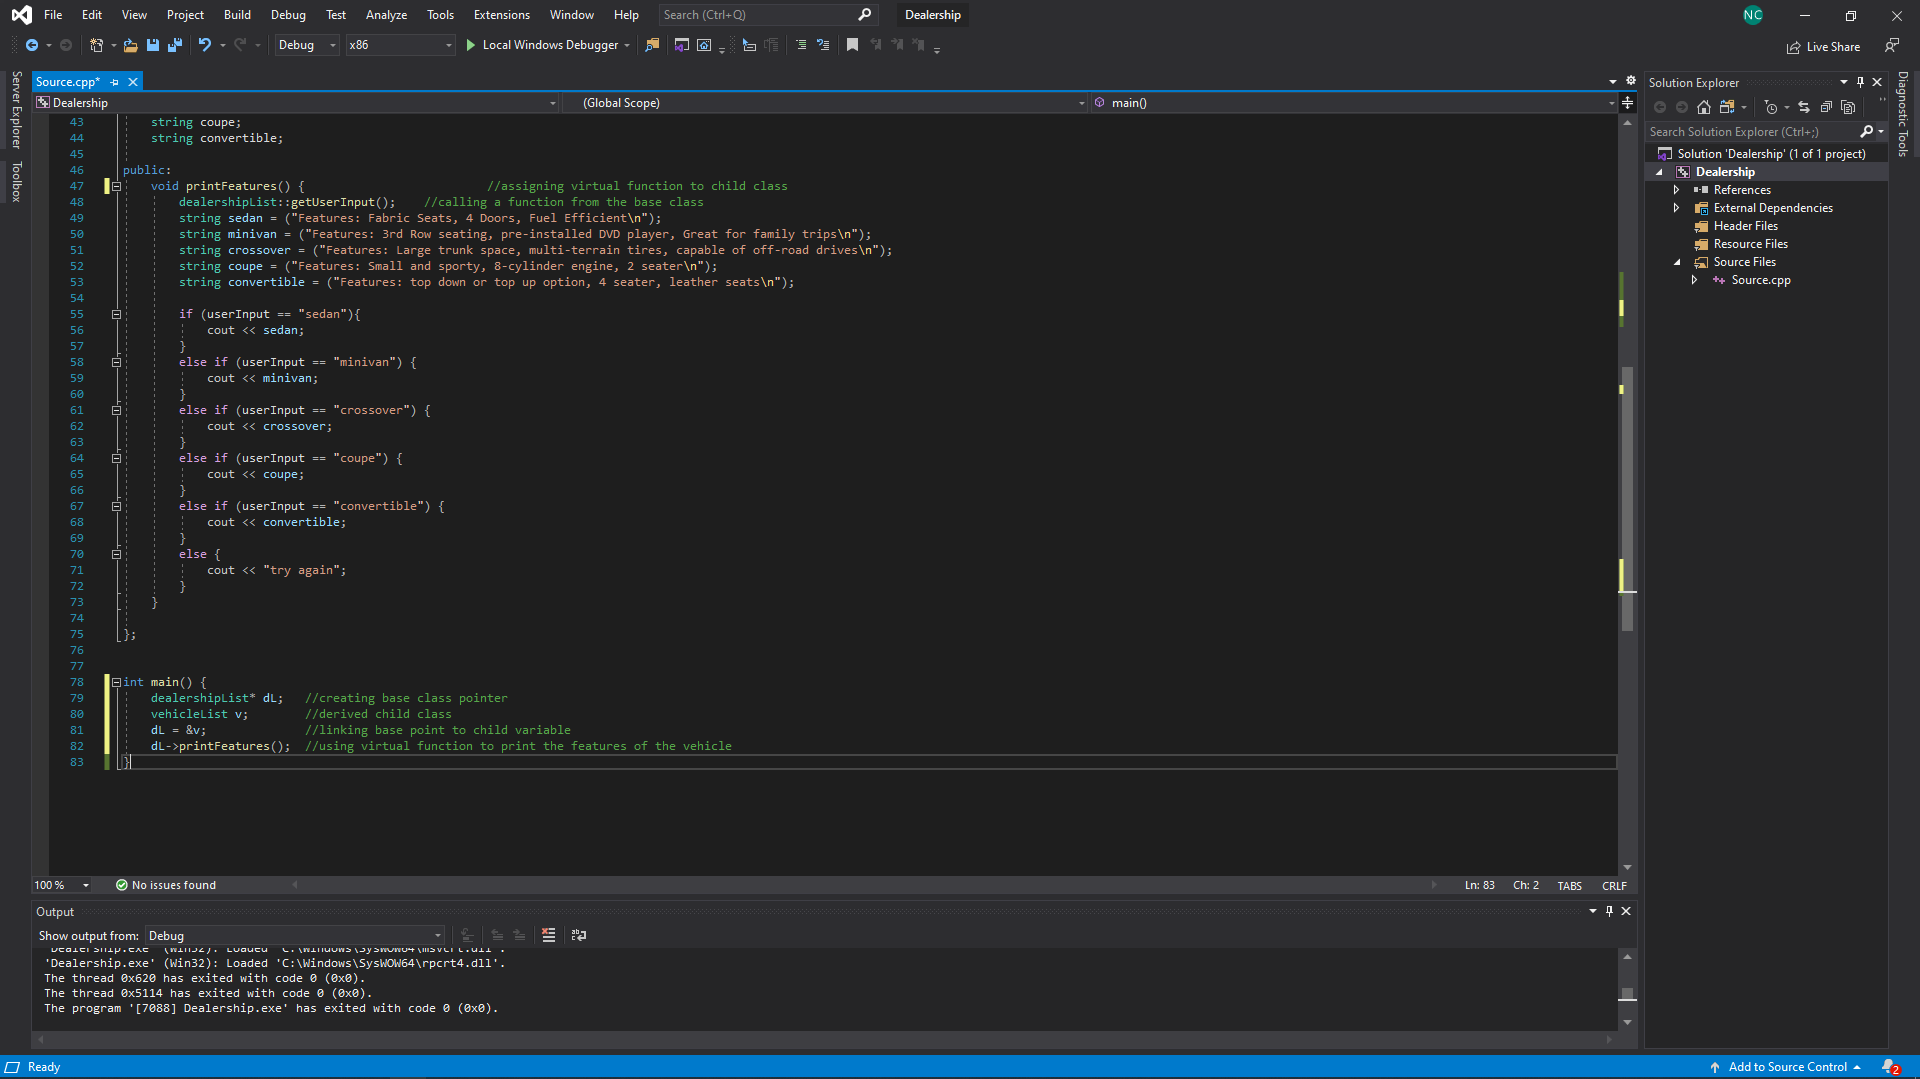 File Edit View Project Build Debug Test Analyze Tools Extensions Window Help Search (Ctrl+Q) Dealership NC
Debug x86 Local Windows Debugger Live Share
Server Explorer
Toolbox
Source.cpp*
Dealership (Global Scope) main()
43 string coupe;
44 string convertible;
45
46 public:
47 void printFeatures() { //assigning virtual function to child class
48 dealershipList::getUserInput(); //calling a function from the base class
49 string sedan = ("Features: Fabric Seats, 4 Doors, Fuel Efficient\n");
50 string minivan = ("Features: 3rd Row seating, pre-installed DVD player, Great for family trips\n");
51 string crossover = ("Features: Large trunk space, multi-terrain tires, capable of off-road drives\n");
52 string coupe = ("Features: Small and sporty, 8-cylinder engine, 2 seater\n");
53 string convertible = ("Features: top down or top up option, 4 seater, leather seats\n");
54
55 if (userInput == "sedan"){
56 cout << sedan;
57 }
58 else if (userInput == "minivan") {
59 cout << minivan;
60 }
61 else if (userInput == "crossover") {
62 cout << crossover;
63 }
64 else if (userInput == "coupe") {
65 cout << coupe;
66 }
67 else if (userInput == "convertible") {
68 cout << convertible;
69 }
70 else {
71 cout << "try again";
72 }
73 }
74
75 };
76
77
78 int main() {
79 dealershipList* dL; //creating base class pointer
80 vehicleList v; //derived child class
81 dL = &v; //linking base point to child variable
82 dL->printFeatures(); //using virtual function to print the features of the vehicle
83 }
100 % No issues found Ln: 83 Ch: 2 TABS CRLF
Output
Show output from: Debug
'Dealership.exe' (Win32): Loaded 'C:\Windows\SysWOW64\msvcrt.dll'.
'Dealership.exe' (Win32): Loaded 'C:\Windows\SysWOW64\rpcrt4.dll'.
The thread 0x620 has exited with code 0 (0x0).
The thread 0x5114 has exited with code 0 (0x0).
The program '[7088] Dealership.exe' has exited with code 0 (0x0).
Solution Explorer
Search Solution Explorer (Ctrl+;)
Solution 'Dealership' (1 of 1 project)
Dealership
References
External Dependencies
Header Files
Resource Files
Source Files
Source.cpp
Diagnostic Tools
Ready Add to Source Control 2